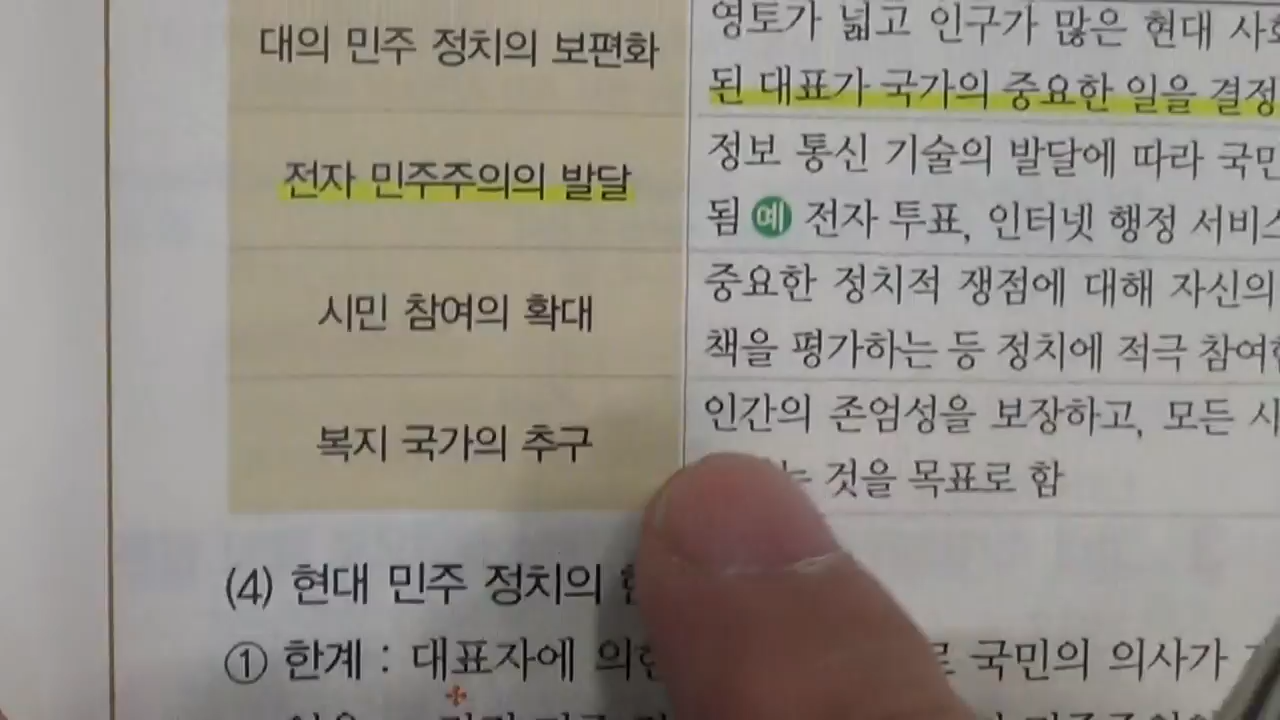 대의 민주 정치의 보편화
영토가 넓고 인구가 많은 현대
된 대표가 국가의 중요한 일을 결정
전자 민주주의의 발달
정보 통신 기술의 발달에 따라 국민
됨 예 전자 투표, 인터넷 행정 서비스
시민 참여의 확대
중요한 정치적 쟁점에 대해 자신의
책을 평가하는 등 정치에 적극
복지 국가의 추구
인간의 존엄성을 보장하고, 모든
것을 목표로 함
(4) 현대 민주 정치의
① 한계 : 대표자에 국민의 의사가